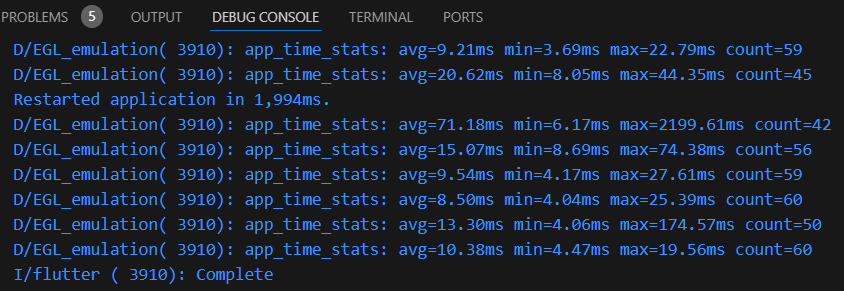 PROBLEMS 5 OUTPUT DEBUG CONSOLE TERMINAL PORTS
D/EGL_emulation( 3910): app_time_stats: avg=9.21ms min=3.69ms max=22.79ms count=59
D/EGL_emulation( 3910): app_time_stats: avg=20.62ms min=8.05ms max=44.35ms count=45
Restarted application in 1,994ms.
D/EGL_emulation( 3910): app_time_stats: avg=71.18ms min=6.17ms max=2199.61ms count=42
D/EGL_emulation( 3910): app_time_stats: avg=15.07ms min=8.69ms max=74.38ms count=56
D/EGL_emulation( 3910): app_time_stats: avg=9.54ms min=4.17ms max=27.61ms count=59
D/EGL_emulation( 3910): app_time_stats: avg=8.50ms min=4.04ms max=25.39ms count=60
D/EGL_emulation( 3910): app_time_stats: avg=13.30ms min=4.06ms max=174.57ms count=50
D/EGL_emulation( 3910): app_time_stats: avg=10.38ms min=4.47ms max=19.56ms count=60
I/flutter ( 3910): Complete